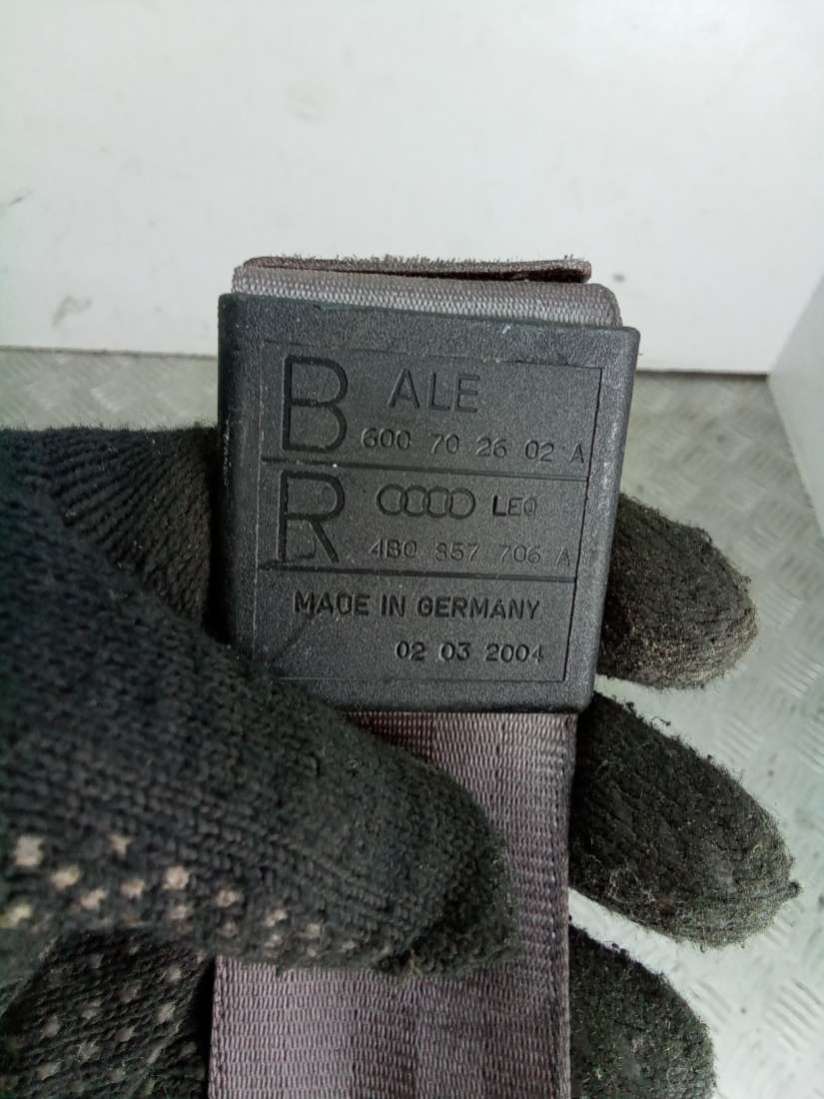 B ALE
600 70 26 02 A
R LEO
4B0 857 706 A
MADE IN GERMANY
02 03 2004